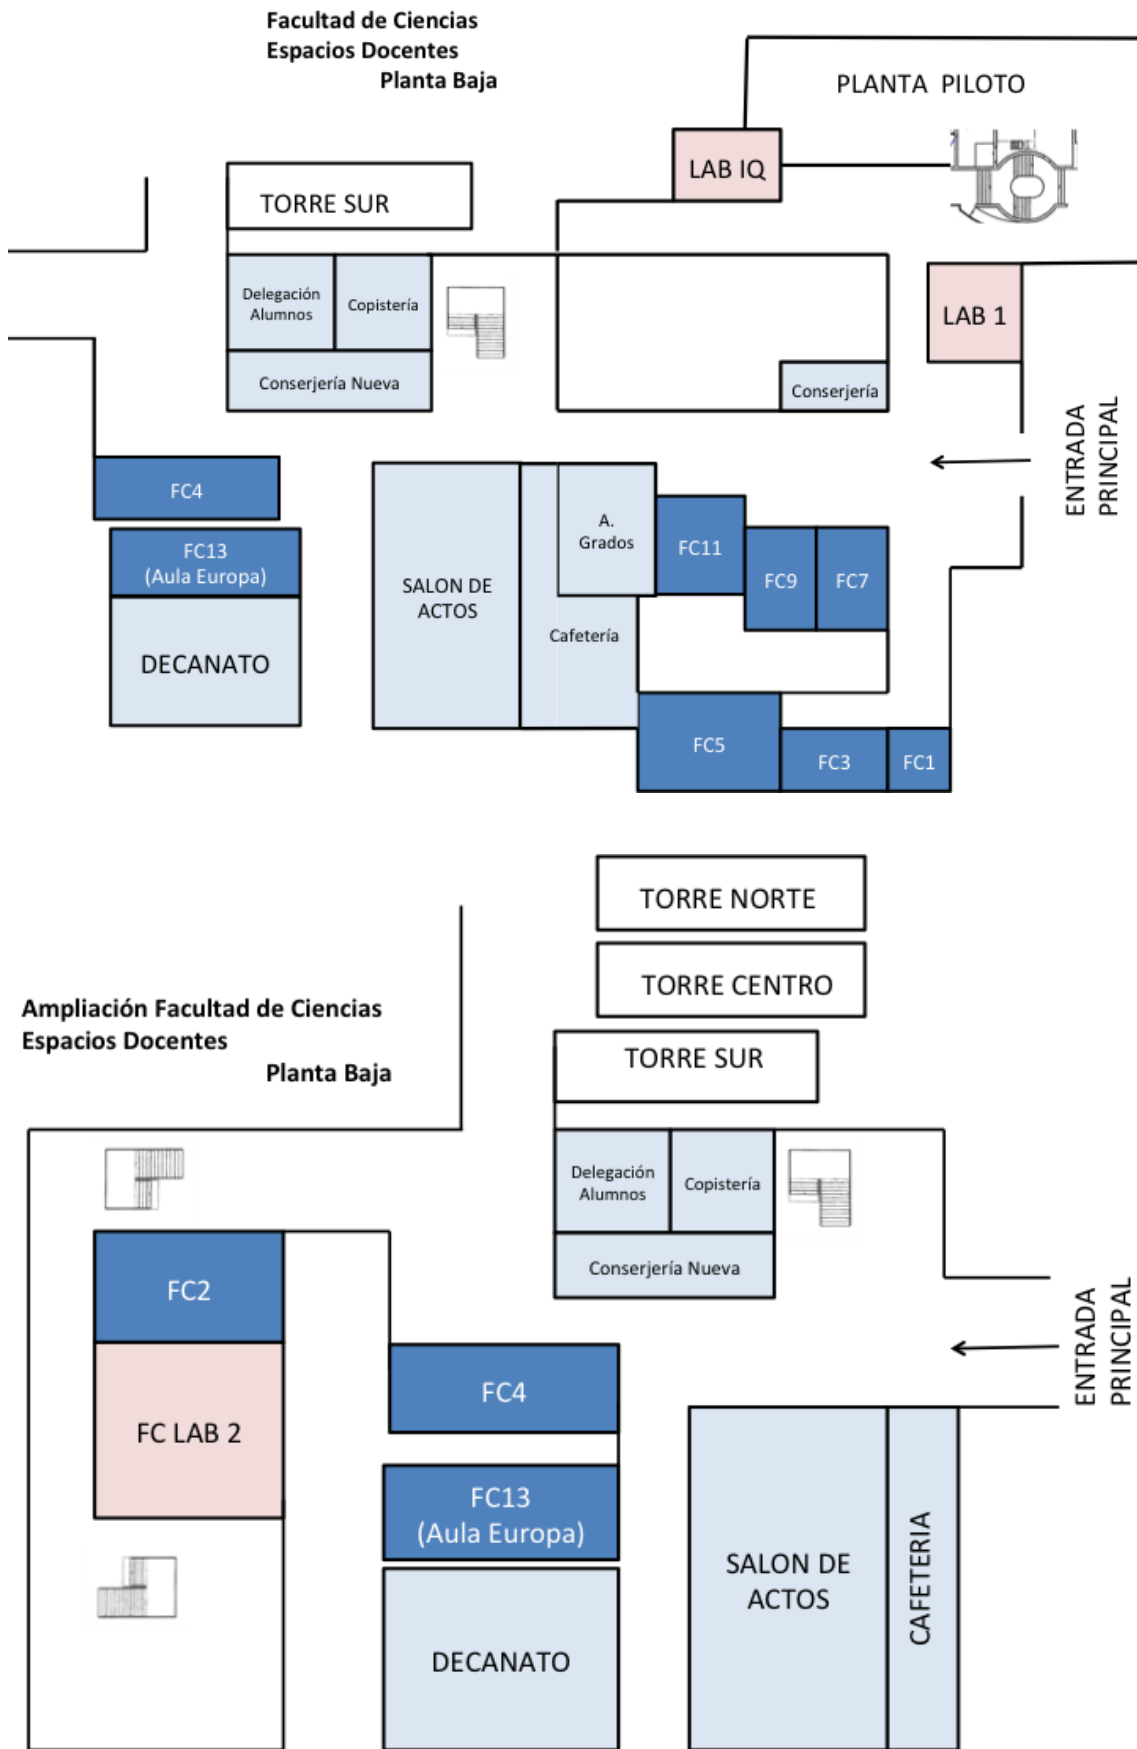 Facultad de Ciencias
Espacios Docentes
Planta Baja
PLANTA PILOTO
LAB IQ
TORRE SUR
Delegación
Alumnos
Copistería
LAB 1
Conserjería Nueva
Conserjería
ENTRADA
PRINCIPAL
FC4
A.
Grados
FC11
FC13
(Aula Europa)
FC9
FC7
SALON DE
ACTOS
Cafetería
DECANATO
FC5
FC3
FC1
TORRE NORTE
TORRE CENTRO
Ampliación Facultad de Ciencias
Espacios Docentes
Planta Baja
TORRE SUR
Delegación
Alumnos
Copistería
Conserjería Nueva
FC2
ENTRADA
PRINCIPAL
FC4
FC LAB 2
FC13
(Aula Europa)
SALON DE
ACTOS
CAFETERIA
DECANATO